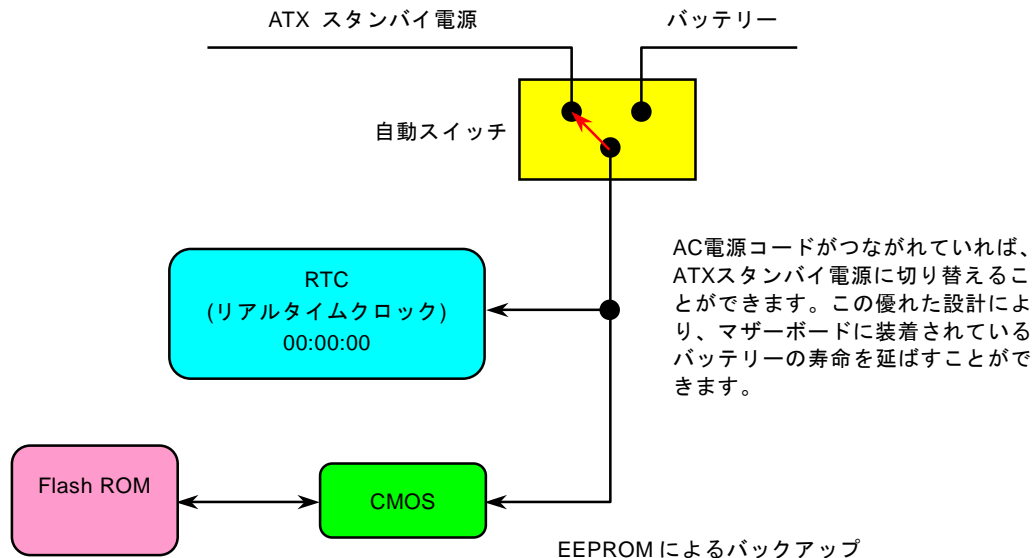 ATX スタンバイ電源
バッテリー
自動スイッチ
AC電源コードがつながれていれば、
ATXスタンバイ電源に切り替えるこ
とができます。この優れた設計によ
り、マザーボードに装着されている
バッテリーの寿命を延ばすことがで
きます。
RTC
(リアルタイムクロック)
00:00:00
Flash ROM
CMOS
EEPROM によるバックアップ